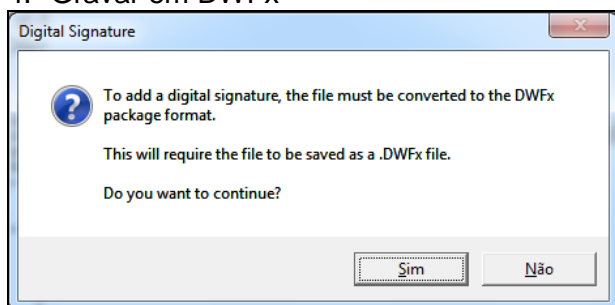 4. Gravar em DWFx
Digital Signature
To add a digital signature, the file must be converted to the DWFx
package format.
This will require the file to be saved as a .DWFx file.
Do you want to continue?
Sim
Não